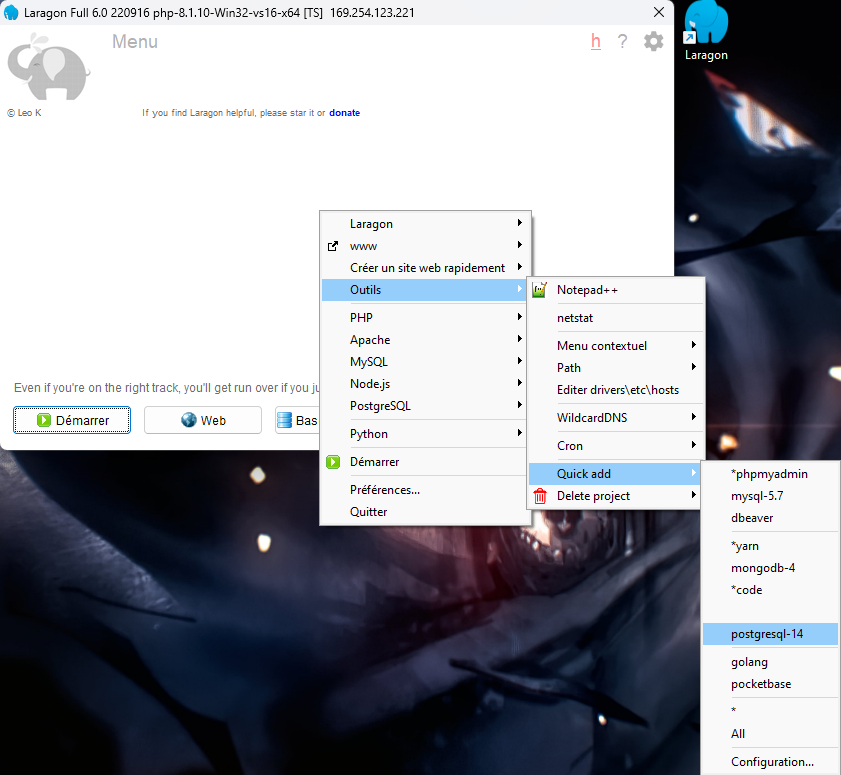 Laragon Full 6.0 220916 php-8.1.10-Win32-vs16-x64 [TS] 169.254.123.221
Laragon
Menu
h ?
© Leo K
If you find Laragon helpful, please star it or donate
Laragon
www
Créer un site web rapidement
Outils
PHP
Apache
MySQL
Node.js
PostgreSQL
Python
Démarrer
Préférences...
Quitter
Notepad++
netstat
Menu contextuel
Path
Editer drivers\etc\hosts
WildcardDNS
Cron
Quick add
Delete project
*phpmyadmin
mysql-5.7
dbeaver
*yarn
mongodb-4
*code
postgresql-14
golang
pocketbase
*
All
Configuration...
Even if you're on the right track, you'll get run over if you ju
Démarrer
Web
Bas